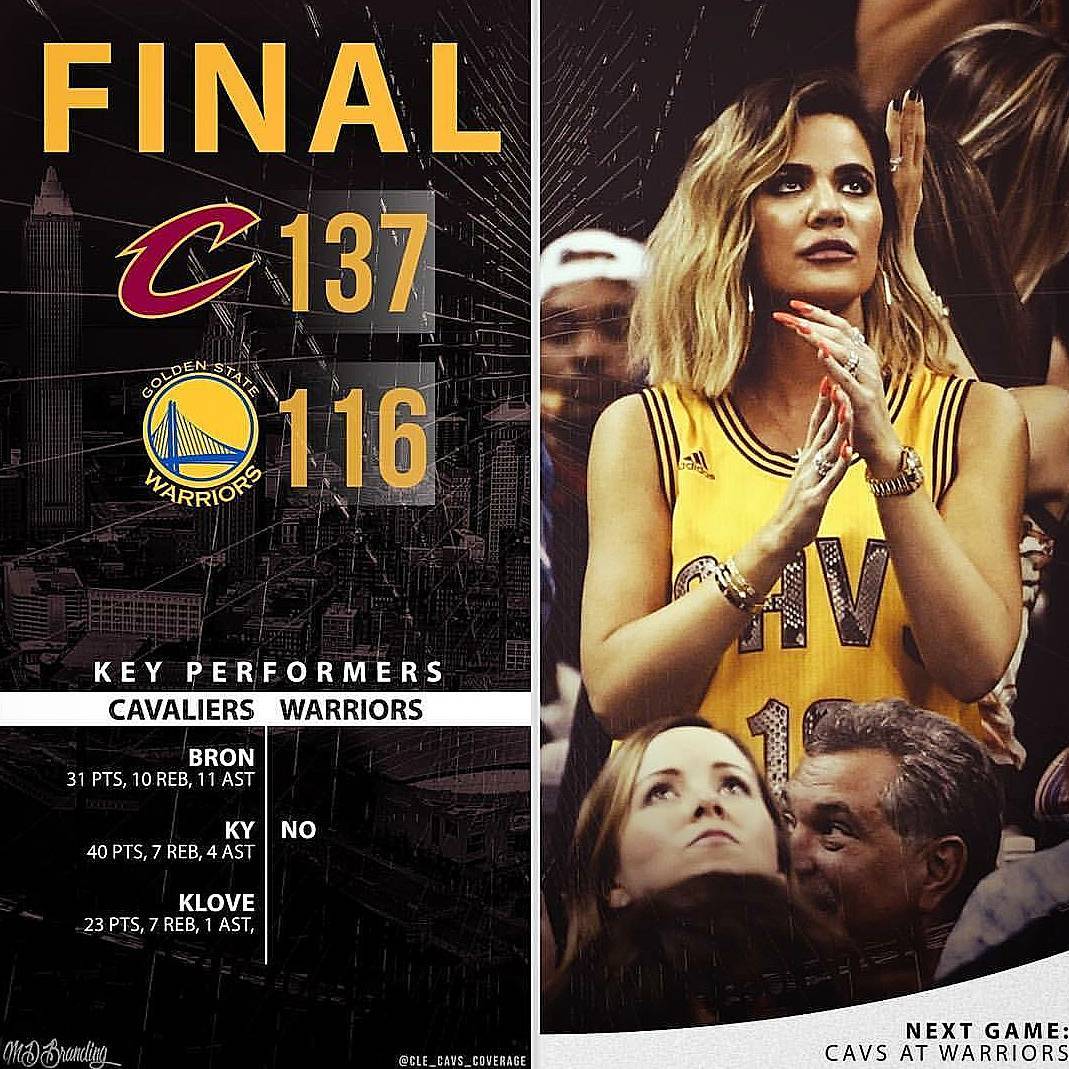 FINAL
C 137
GOLDEN STATE
WARRIORS
116
KEY PERFORMERS
CAVALIERS WARRIORS
BRON
31 PTS, 10 REB, 11 AST
KY
40 PTS, 7 REB, 4 AST
NO
KLOVE
23 PTS, 7 REB, 1 AST,
MD Branding
@CLE_CAVS_COVERAGE
adidas
CAVS
NEXT GAME:
CAVS AT WARRIORS